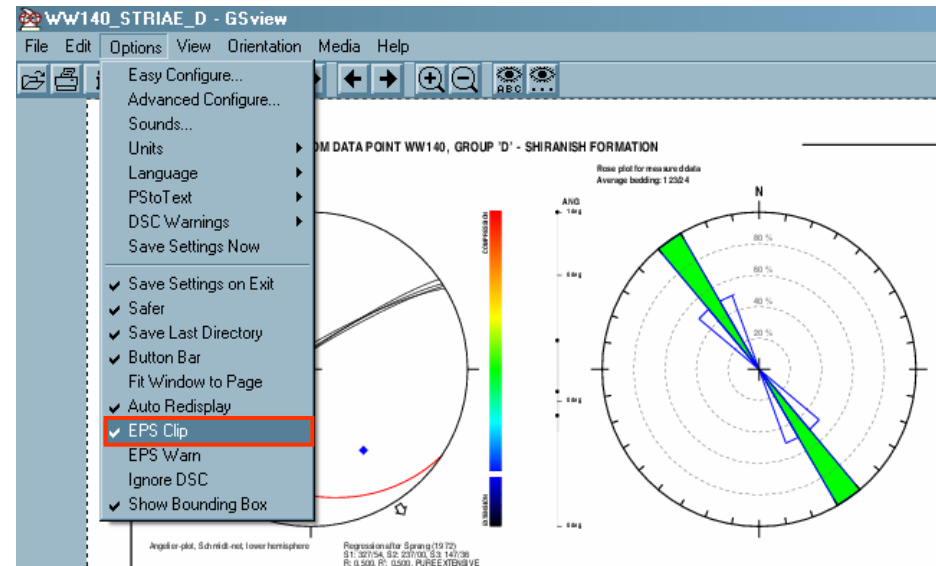 WW140_STRIAE_D - GSview
File Edit Options View Orientation Media Help
Easy Configure...
Advanced Configure...
Sounds...
Units
Language
PStoText
DSC Warnings
Save Settings Now
Save Settings on Exit
Safer
Save Last Directory
Button Bar
Fit Window to Page
Auto Redisplay
EPS Clip
EPS Warn
Ignore DSC
Show Bounding Box
ABC
OM DATA POINT WW140, GROUP 'D' - SHIRANISH FORMATION
Rose plot for measured data
Average bedding: 123/24
ANG
N
COMPRESSION
EXTENSION
80 %
60 %
40 %
20 %
Angelier-plot, Schmidt-net, lower hemisphere
Regression after Sprang (1972)
S1: 327/54, S2: 237/00, S3: 147/36
R: 0.500, R': 0.500, PURE EXTENSIVE